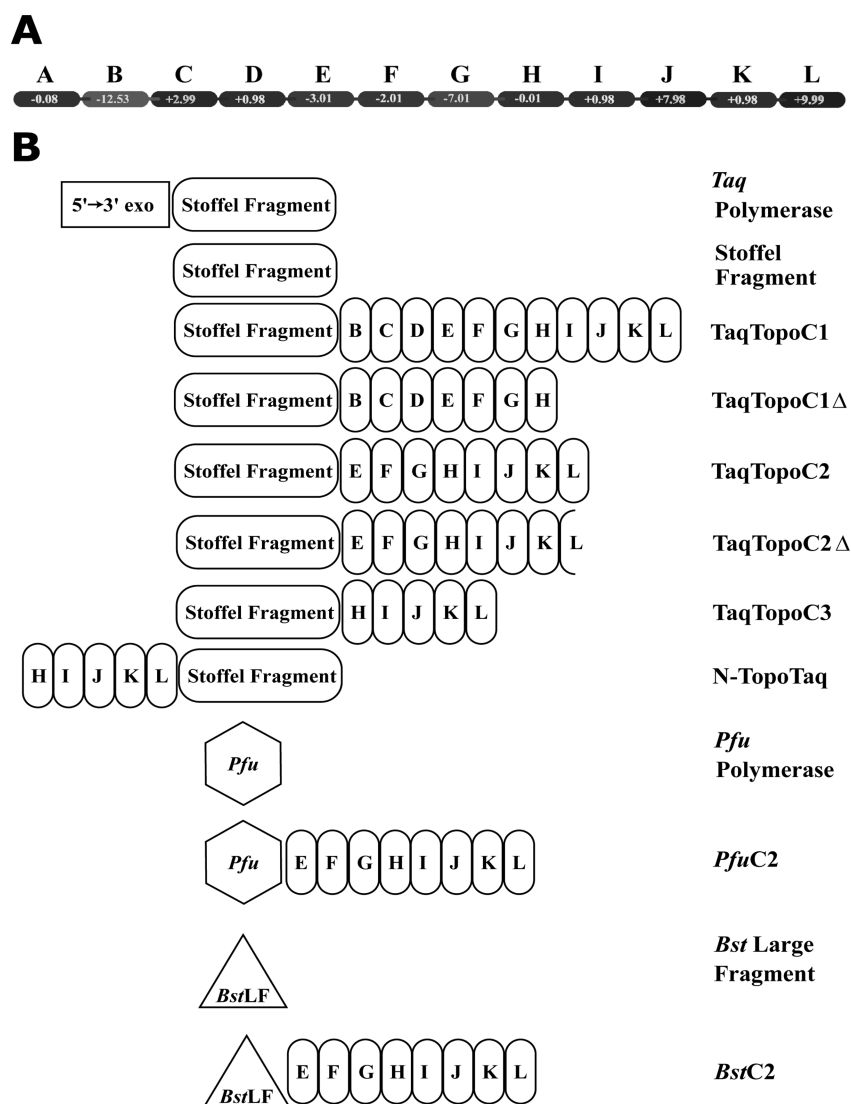 A
A B C D E F G H I J K L
-0.08 -12.53 +2.99 +0.98 -3.01 -2.01 -7.01 -0.01 +0.98 +7.98 +0.98 +9.99
B
5'→3' exo Stoffel Fragment Taq
Polymerase
Stoffel Fragment Stoffel
Fragment
Stoffel Fragment B C D E F G H I J K L TaqTopoC1
Stoffel Fragment B C D E F G H TaqTopoC1Δ
Stoffel Fragment E F G H I J K L TaqTopoC2
Stoffel Fragment E F G H I J K L TaqTopoC2Δ
Stoffel Fragment H I J K L TaqTopoC3
H I J K L Stoffel Fragment N-TopoTaq
Pfu Pfu
Polymerase
Pfu E F G H I J K L PfuC2
BstLF Bst Large
Fragment
BstLF E F G H I J K L BstC2